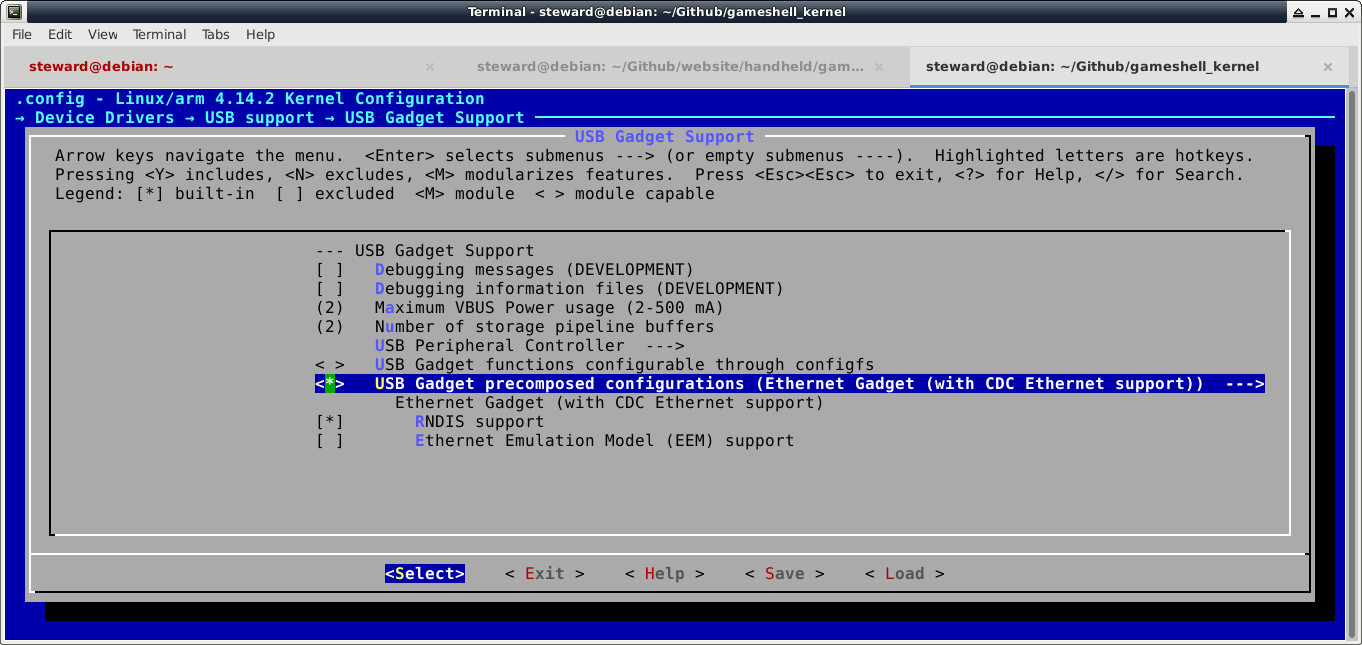 Terminal - steward@debian: ~/Github/gameshell_kernel
File Edit View Terminal Tabs Help
steward@debian: ~ × steward@debian: ~/Github/website/handheld/gam... × steward@debian: ~/Github/gameshell_kernel ×
.config - Linux/arm 4.14.2 Kernel Configuration
→ Device Drivers → USB support → USB Gadget Support
USB Gadget Support
Arrow keys navigate the menu.  <Enter> selects submenus ---> (or empty submenus ----).  Highlighted letters are hotkeys.
Pressing <Y> includes, <N> excludes, <M> modularizes features.  Press <Esc><Esc> to exit, <?> for Help, </> for Search.
Legend: [*] built-in  [ ] excluded  <M> module  < > module capable
--- USB Gadget Support
[ ]   Debugging messages (DEVELOPMENT)
[ ]   Debugging information files (DEVELOPMENT)
(2)   Maximum VBUS Power usage (2-500 mA)
(2)   Number of storage pipeline buffers
USB Peripheral Controller  --->
< >   USB Gadget functions configurable through configfs
<*>   USB Gadget precomposed configurations (Ethernet Gadget (with CDC Ethernet support))  --->
Ethernet Gadget (with CDC Ethernet support)
[*]       RNDIS support
[ ]       Ethernet Emulation Model (EEM) support
<Select>    < Exit >    < Help >    < Save >    < Load >